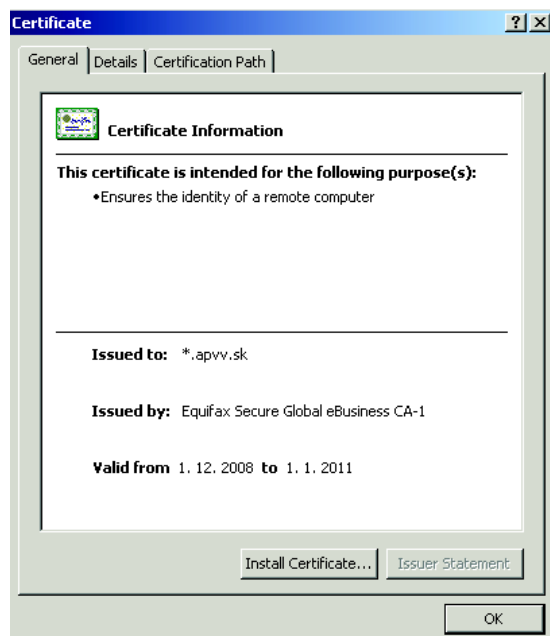 Certificate
General Details Certification Path
Certificate Information
This certificate is intended for the following purpose(s):
•Ensures the identity of a remote computer
Issued to: *.apvv.sk
Issued by: Equifax Secure Global eBusiness CA-1
Valid from 1. 12. 2008 to 1. 1. 2011
Install Certificate... Issuer Statement
OK